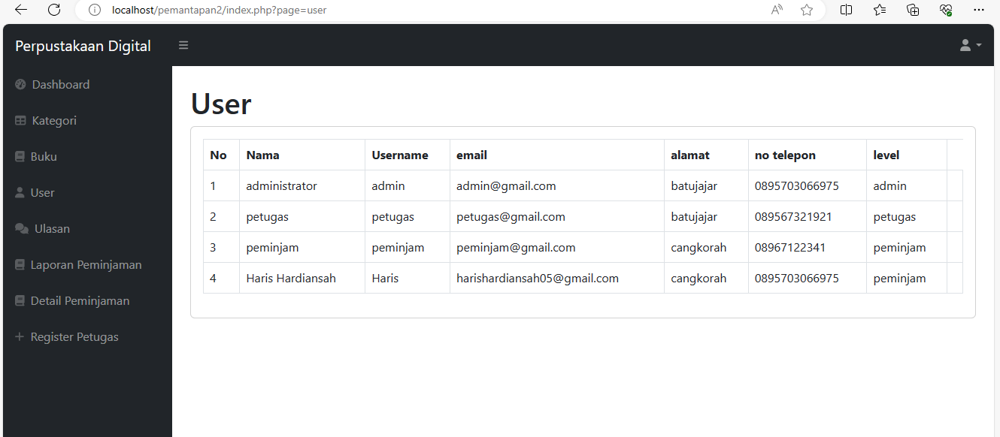 localhost/pemantapan2/index.php?page=user
Perpustakaan Digital
Dashboard
Kategori
Buku
User
Ulasan
Laporan Peminjaman
Detail Peminjaman
Register Petugas
User
No Nama Username email alamat no telepon level
1 administrator admin admin@gmail.com batujajar 0895703066975 admin
2 petugas petugas petugas@gmail.com batujajar 089567321921 petugas
3 peminjam peminjam peminjam@gmail.com cangkorah 08967122341 peminjam
4 Haris Hardiansah Haris harishardiansah05@gmail.com cangkorah 0895703066975 peminjam